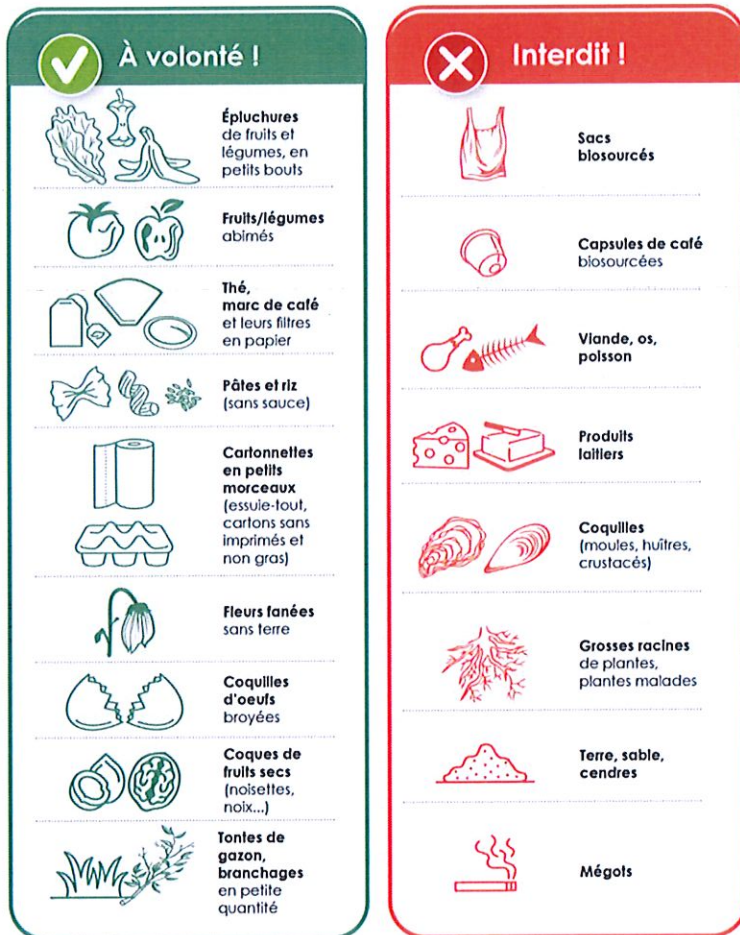 À volonté !
Épluchures
de fruits et
légumes, en
petits bouts
Fruits/légumes
abimés
Thé,
marc de café
et leurs filtres
en papier
Pâtes et riz
(sans sauce)
Cartonnettes
en petits
morceaux
(essuie-tout,
cartons sans
imprimés et
non gras)
Fleurs fanées
sans terre
Coquilles
d'oeufs
broyées
Coques de
fruits secs
(noisettes,
noix...)
Tontes de
gazon,
branchages
en petite
quantité
Interdit !
Sacs
biosourcés
Capsules de café
biosourcées
Viande, os,
poisson
Produits
laitiers
Coquilles
(moules, huîtres,
crustacés)
Grosses racines
de plantes,
plantes malades
Terre, sable,
cendres
Mégots